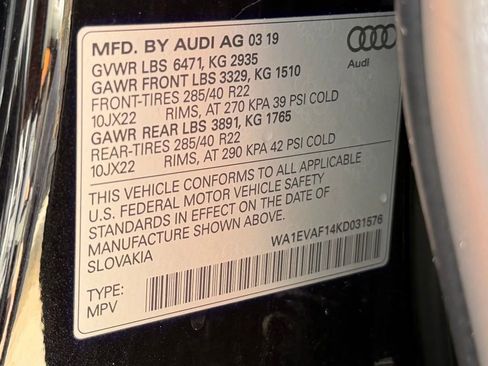 MFD. BY AUDI AG 03 19
GVWR LBS 6471, KG 2935
GAWR FRONT LBS 3329, KG 1510
FRONT-TIRES 285/40 R22
10JX22 RIMS, AT 270 KPA 39 PSI COLD
GAWR REAR LBS 3891, KG 1765
REAR-TIRES 285/40 R22
10JX22 RIMS, AT 290 KPA 42 PSI COLD
Audi
THIS VEHICLE CONFORMS TO ALL APPLICABLE
U.S. FEDERAL MOTOR VEHICLE SAFETY
STANDARDS IN EFFECT ON THE DATE OF
MANUFACTURE SHOWN ABOVE.
SLOVAKIA
WA1EVAF14KD031576
TYPE:
MPV